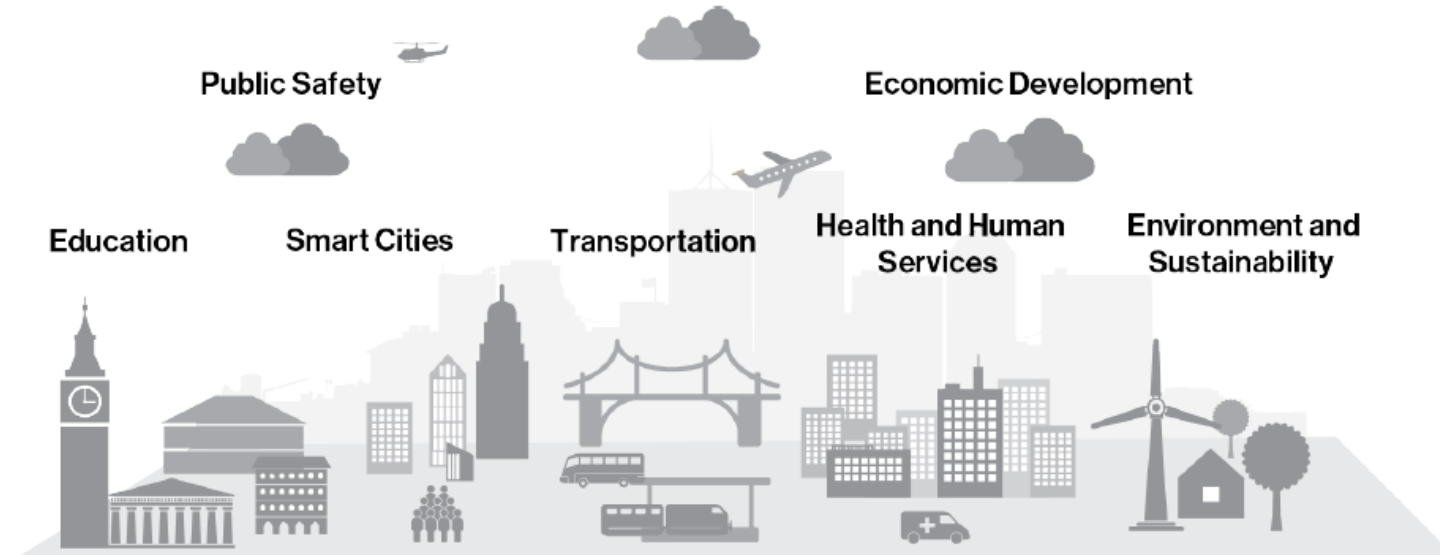 Public Safety
Economic Development
Education
Smart Cities
Transportation
Health and Human
Services
Environment and
Sustainability